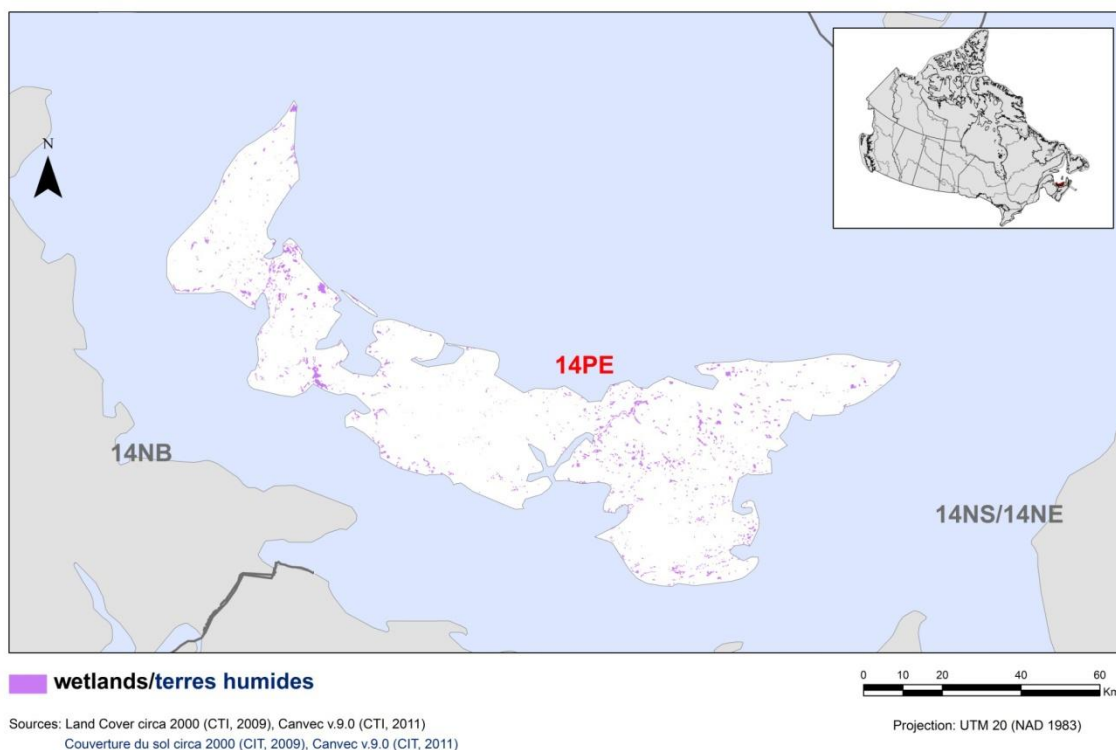 N
14PE
14NB
14NS/14NE
wetlands/terres humides
0 10 20 40 60
Km
Sources: Land Cover circa 2000 (CTI, 2009), Canvec v.9.0 (CTI, 2011)
Couverture du sol circa 2000 (CIT, 2009), Canvec v.9.0 (CIT, 2011)
Projection: UTM 20 (NAD 1983)